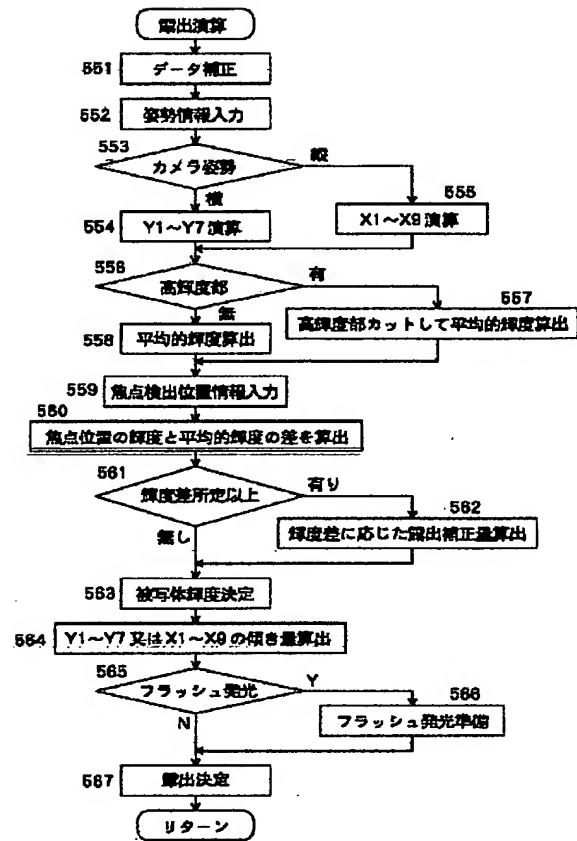 露出演算
551 データ補正
552 姿勢情報入力
553
カメラ姿勢
縦
横
555
554 Y1～Y7 演算
X1～X9 演算
556
高輝度部
有
無
557
高輝度部カットして平均的輝度算出
558 平均的輝度算出
559 焦点検出位置情報入力
560
焦点位置の輝度と平均的輝度の差を算出
561
輝度差所定以上
有り
無し
562
輝度差に応じた露出補正量算出
563 被写体輝度決定
564 Y1～Y7 又はX1～X9 の傾き量算出
565
フラッシュ発光
Y
N
566
フラッシュ発光準備
567 露出決定
リターン